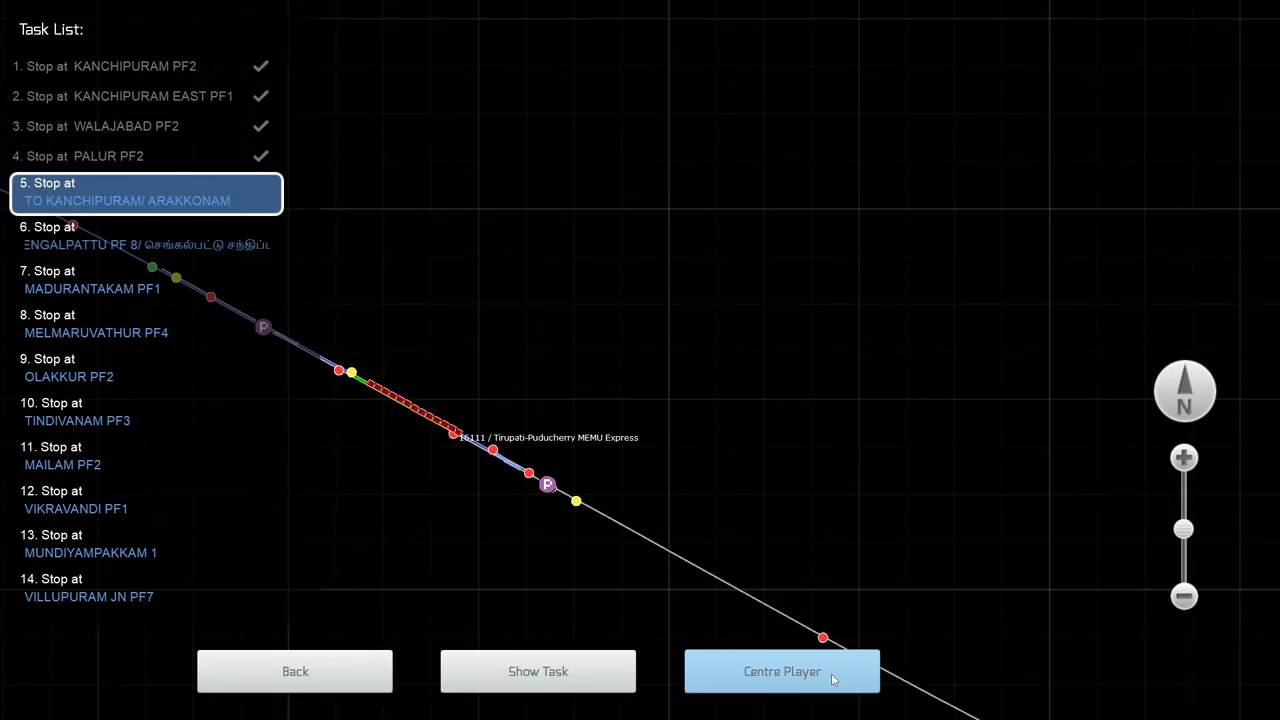 Task List:
1. Stop at KANCHIPURAM PF2
2. Stop at KANCHIPURAM EAST PF1
3. Stop at WALAJABAD PF2
4. Stop at PALUR PF2
5. Stop at
TO KANCHIPURAM/ ARAKKONAM
6. Stop at
ENGALPATTU PF 8/ செங்கல்பட்டு சந்திப்ட
7. Stop at
MADURANTAKAM PF1
P
8. Stop at
MELMARUVATHUR PF4
9. Stop at
OLAKKUR PF2
10. Stop at
TINDIVANAM PF3
16111 / Tirupati-Puducherry MEMU Express
11. Stop at
MAILAM PF2
P
12. Stop at
VIKRAVANDI PF1
13. Stop at
MUNDIYAMPAKKAM 1
14. Stop at
VILLUPURAM JN PF7
N
Back
Show Task
Centre Player